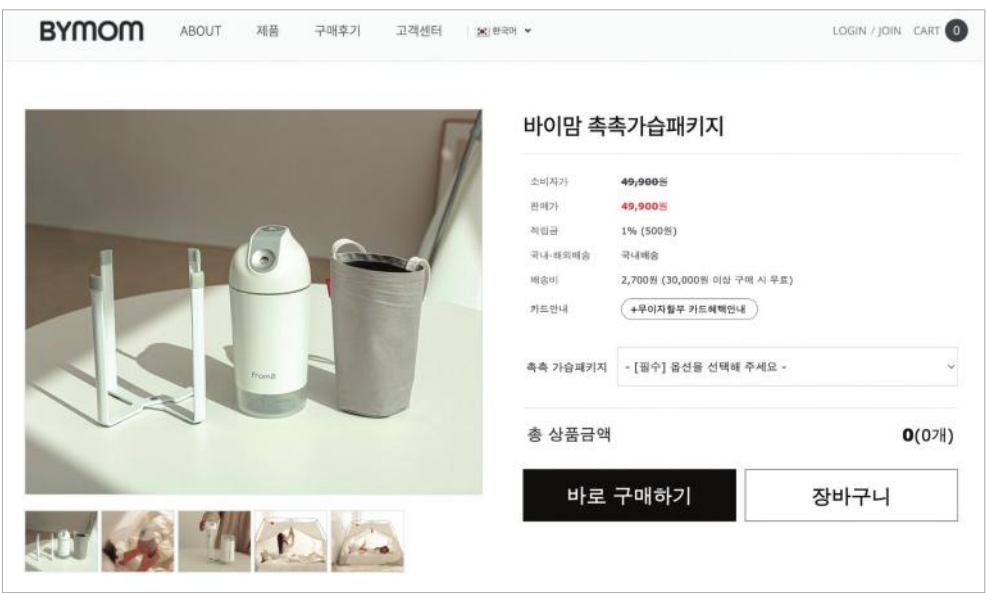 BYMOM ABOUT 제품 구매후기 고객센터 한국어 LOGIN / JOIN CART 0
바이맘 촉촉가습패키지
소비자가 49,900원
판매가 49,900원
적립금 1% (500원)
국내·해외배송 국내배송
배송비 2,700원 (30,000원 이상 구매 시 무료)
카드안내 +무이자할부 카드혜택안내
from B
촉촉 가습패키지 - [필수] 옵션을 선택해 주세요 -
총 상품금액 0(0개)
바로 구매하기 장바구니